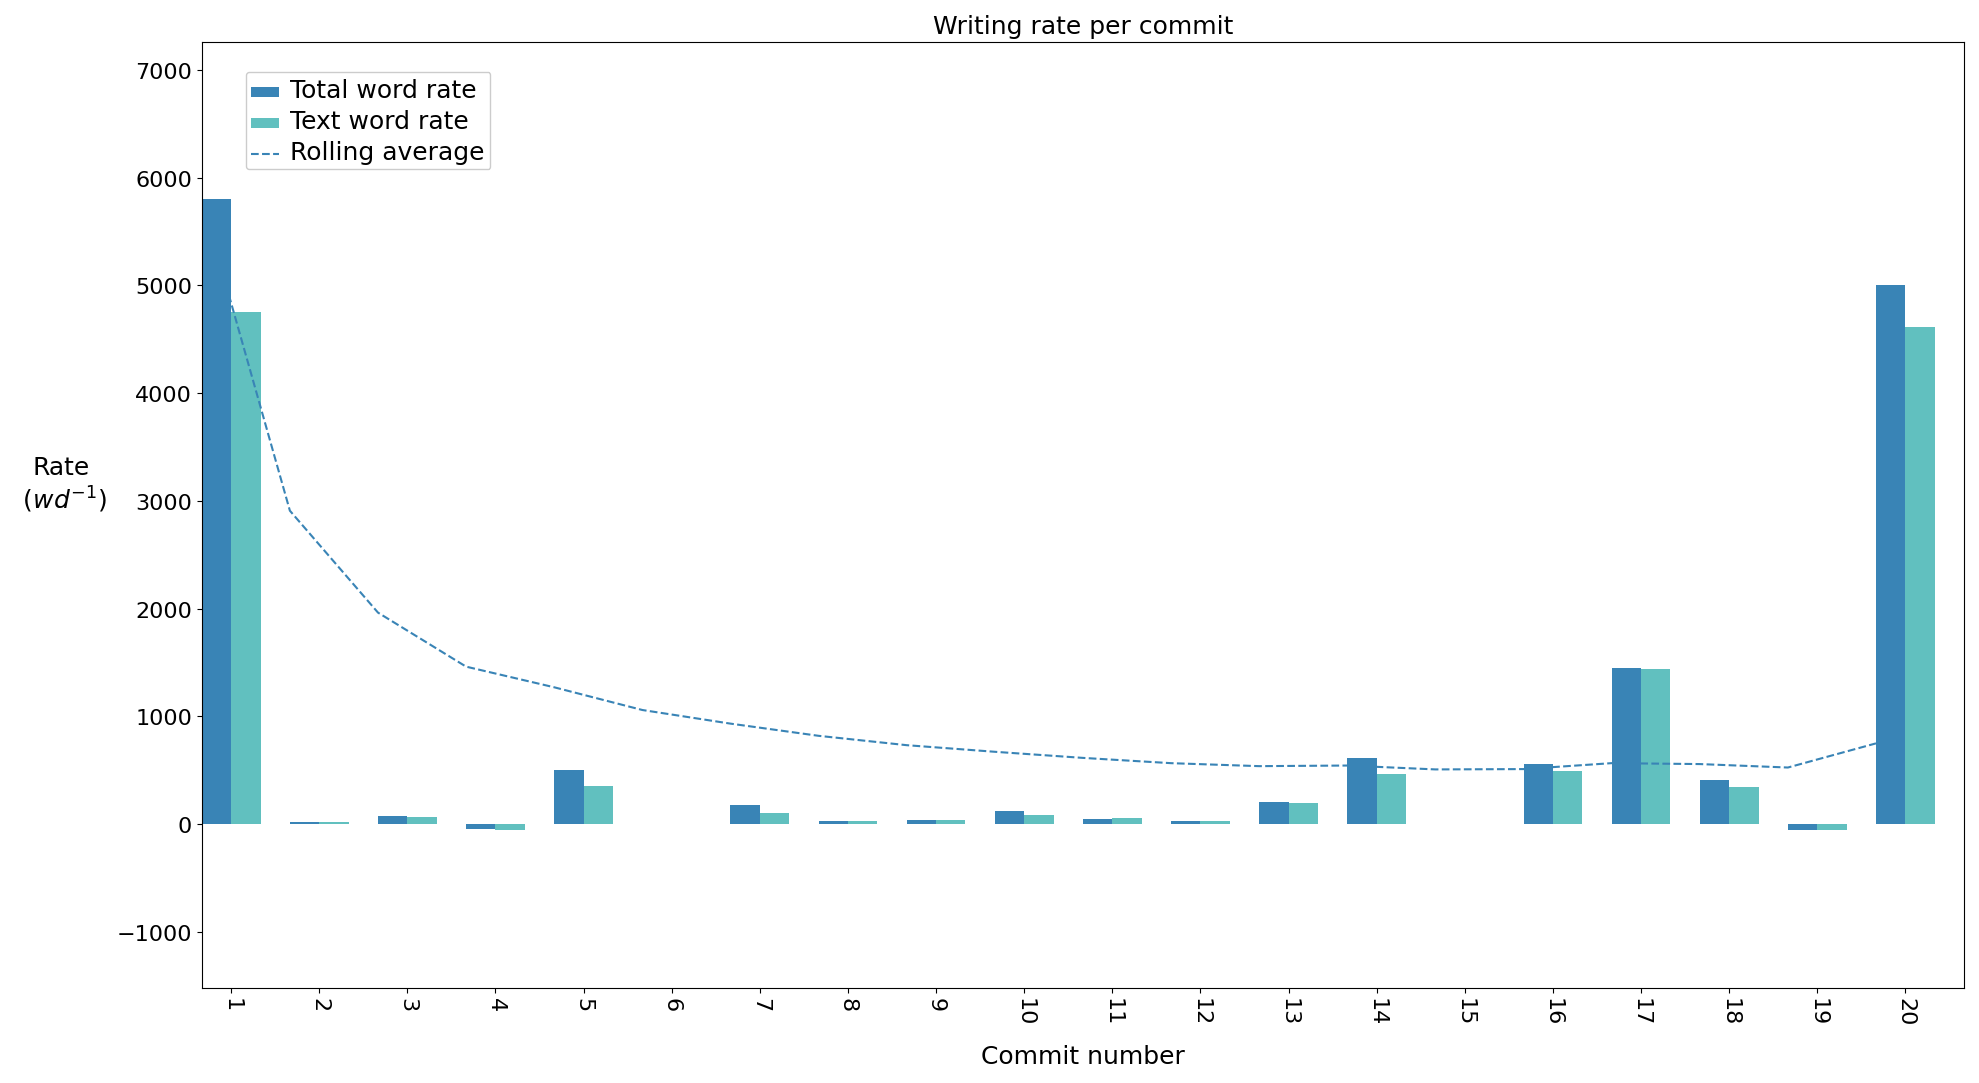 Writing rate per commit
7000
6000
5000
4000
3000
2000
1000
0
−1000
Total word rate
Text word rate
Rolling average
Rate
(wd⁻¹)
1 2 3 4 5 6 7 8 9 10 11 12 13 14 15 16 17 18 19 20
Commit number